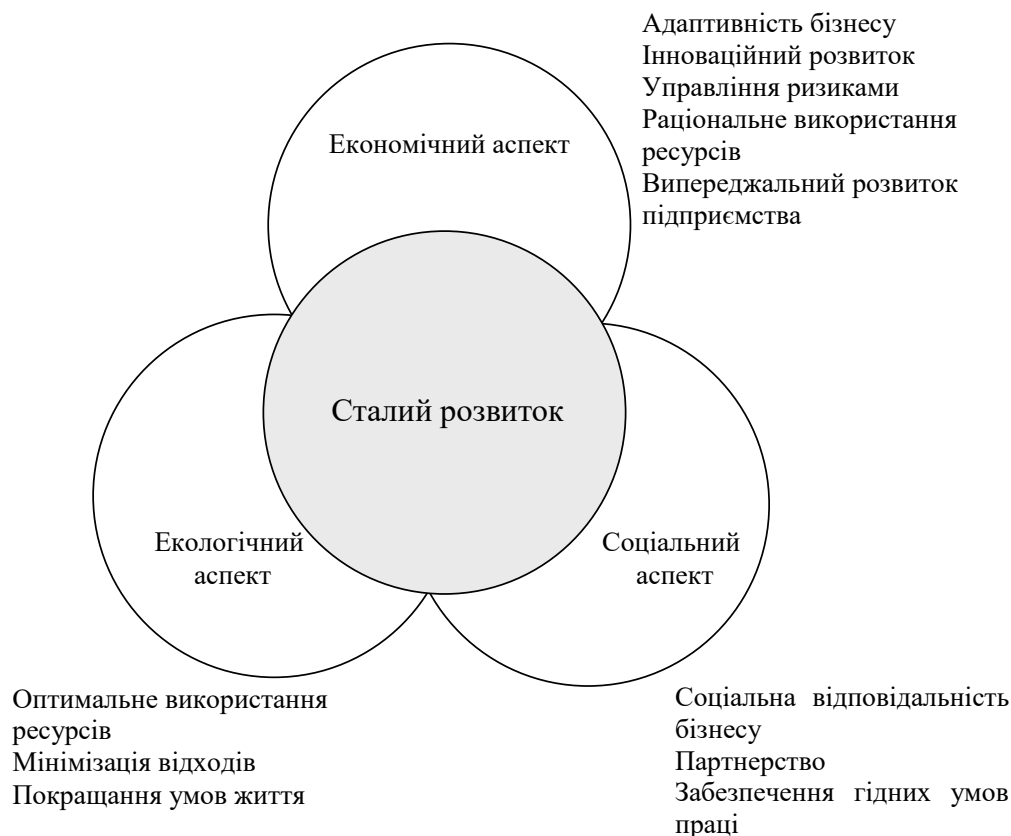 Адаптивність бізнесу
Інноваційний розвиток
Управління ризиками
Раціональне використання
ресурсів
Випереджальний розвиток
підприємства
Економічний аспект
Сталий розвиток
Екологічний
аспект
Соціальний
аспект
Оптимальне використання
ресурсів
Мінімізація відходів
Покращання умов життя
Соціальна відповідальність
бізнесу
Партнерство
Забезпечення гідних умов
праці